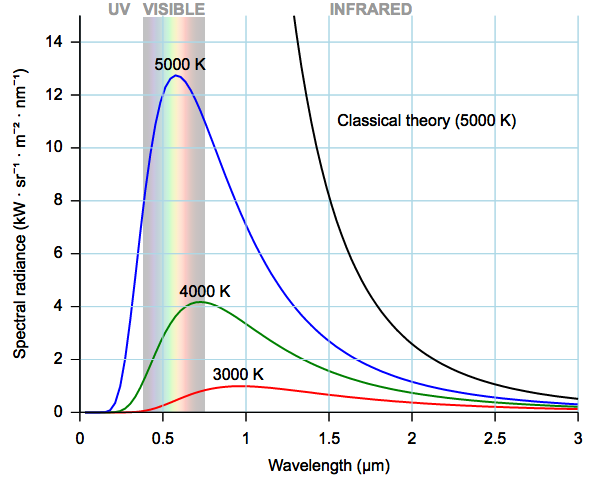 UV VISIBLE INFRARED
14
12
10
8
6
4
2
0
Spectral radiance (kW · sr⁻¹ · m⁻² · nm⁻¹)
5000 K
Classical theory (5000 K)
4000 K
3000 K
0 0.5 1 1.5 2 2.5 3
Wavelength (μm)